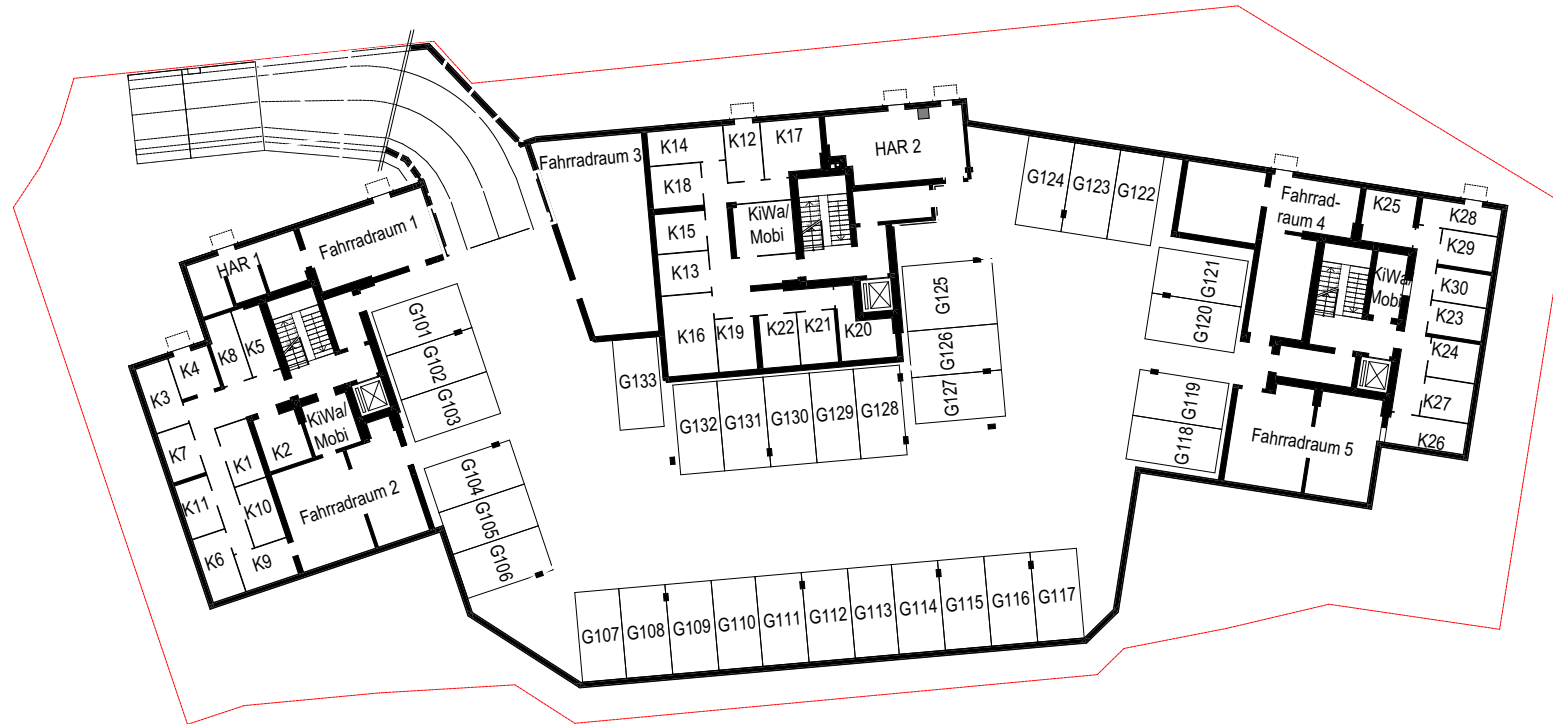 Fahrradraum 1
HAR 1
K4
K8
K5
K3
K7
K1
K2
KiWa/
Mobi
K11
K10
K6
K9
Fahrradraum 2
G101
G102
G103
G104
G105
G106
Fahrradraum 3
K14
K12
K17
HAR 2
K18
KiWa/
Mobi
K15
K13
K16
K19
K22
K21
K20
G125
G126
G127
G133
G132
G131
G130
G129
G128
G124
G123
G122
Fahrrad-
raum 4
K25
K28
K29
KiWa/
Mobi
K30
K23
K24
K27
K26
G121
G120
G119
G118
Fahrradraum 5
G107
G108
G109
G110
G111
G112
G113
G114
G115
G116
G117